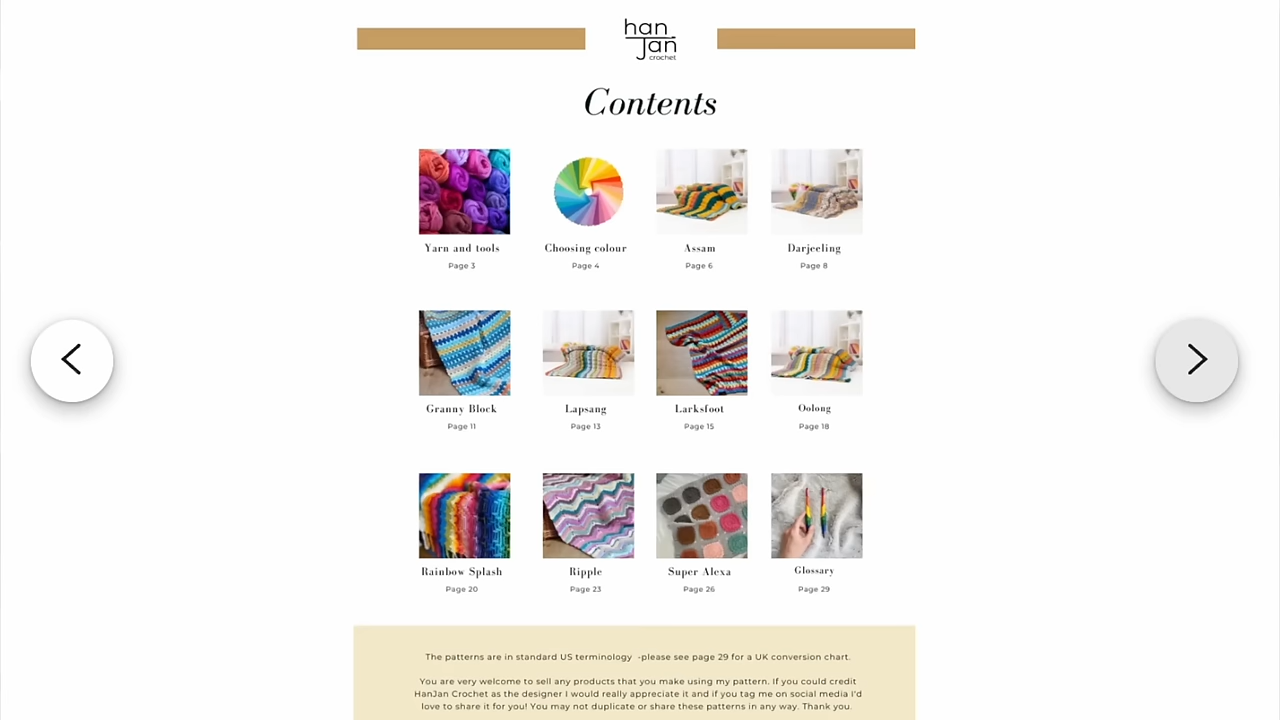 han
Jan
crochet
Contents
Yarn and tools
Page 3
Choosing colour
Page 4
Assam
Page 6
Darjeeling
Page 8
Granny Block
Page 11
Lapsang
Page 13
Larksfoot
Page 15
Oolong
Page 18
Rainbow Splash
Page 20
Ripple
Page 23
Super Alexa
Page 26
Glossary
Page 29
The patterns are in standard US terminology -please see page 29 for a UK conversion chart.
You are very welcome to sell any products that you make using my pattern. If you could credit
HanJan Crochet as the designer I would really appreciate it and if you tag me on social media I'd
love to share it for you! You may not duplicate or share these patterns in any way. Thank you.